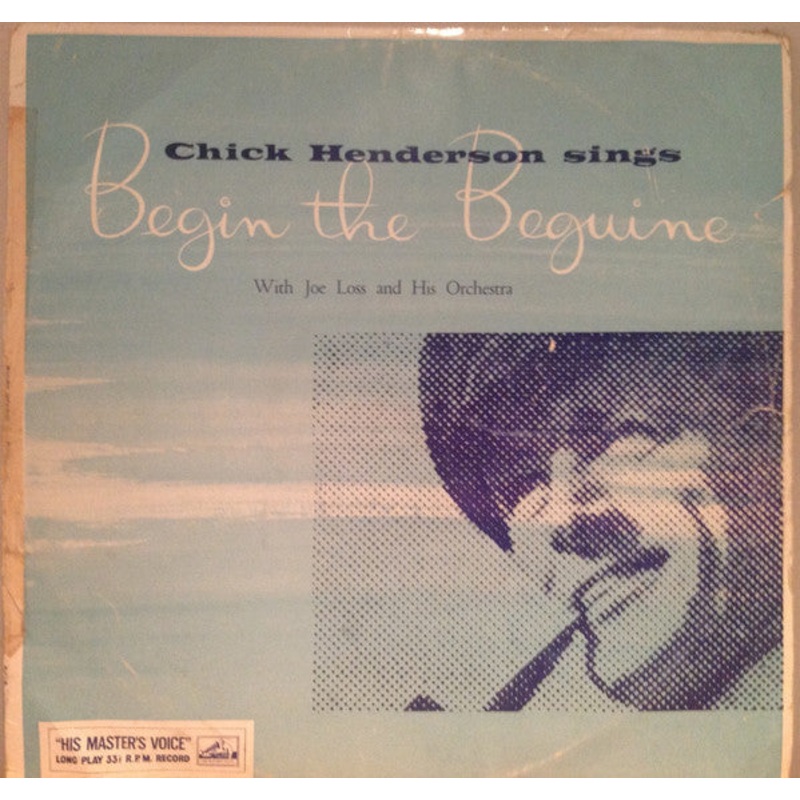 Chick Henderson sings
Begin the Beguine
With Joe Loss and His Orchestra
"HIS MASTER'S VOICE"
LONG PLAY 33⅓ R.P.M. RECORD